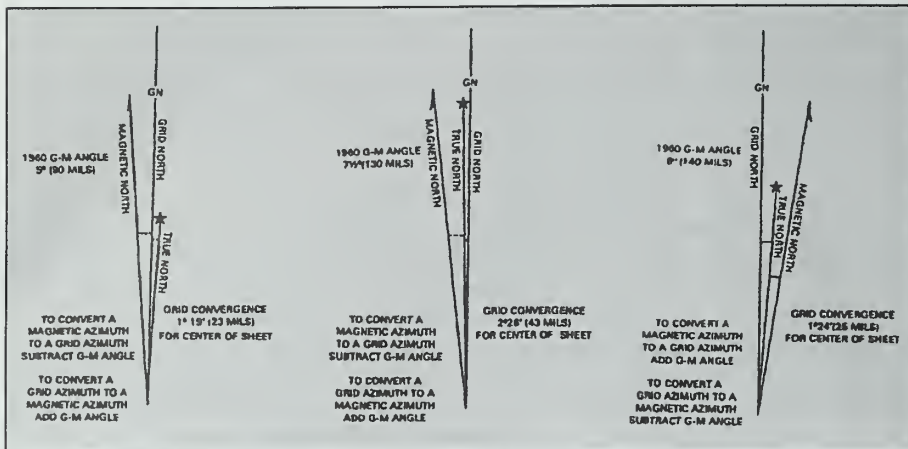 GN
MAGNETIC NORTH
GRID NORTH
TRUE NORTH
1960 G-M ANGLE
5° (90 MILS)
GRID CONVERGENCE
1° 19' (23 MILS)
FOR CENTER OF SHEET
TO CONVERT A
MAGNETIC AZIMUTH
TO A GRID AZIMUTH
SUBTRACT G-M ANGLE
TO CONVERT A
GRID AZIMUTH TO A
MAGNETIC AZIMUTH
ADD G-M ANGLE
GN
MAGNETIC NORTH
TRUE NORTH
GRID NORTH
1960 G-M ANGLE
7½° (130 MILS)
GRID CONVERGENCE
2°26' (43 MILS)
FOR CENTER OF SHEET
TO CONVERT A
MAGNETIC AZIMUTH
TO A GRID AZIMUTH
SUBTRACT G-M ANGLE
TO CONVERT A
GRID AZIMUTH TO A
MAGNETIC AZIMUTH
ADD G-M ANGLE
GN
GRID NORTH
TRUE NORTH
MAGNETIC NORTH
1960 G-M ANGLE
8° (140 MILS)
GRID CONVERGENCE
1°24' (25 MILS)
FOR CENTER OF SHEET
TO CONVERT A
MAGNETIC AZIMUTH
TO A GRID AZIMUTH
ADD G-M ANGLE
TO CONVERT A
GRID AZIMUTH TO A
MAGNETIC AZIMUTH
SUBTRACT G-M ANGLE